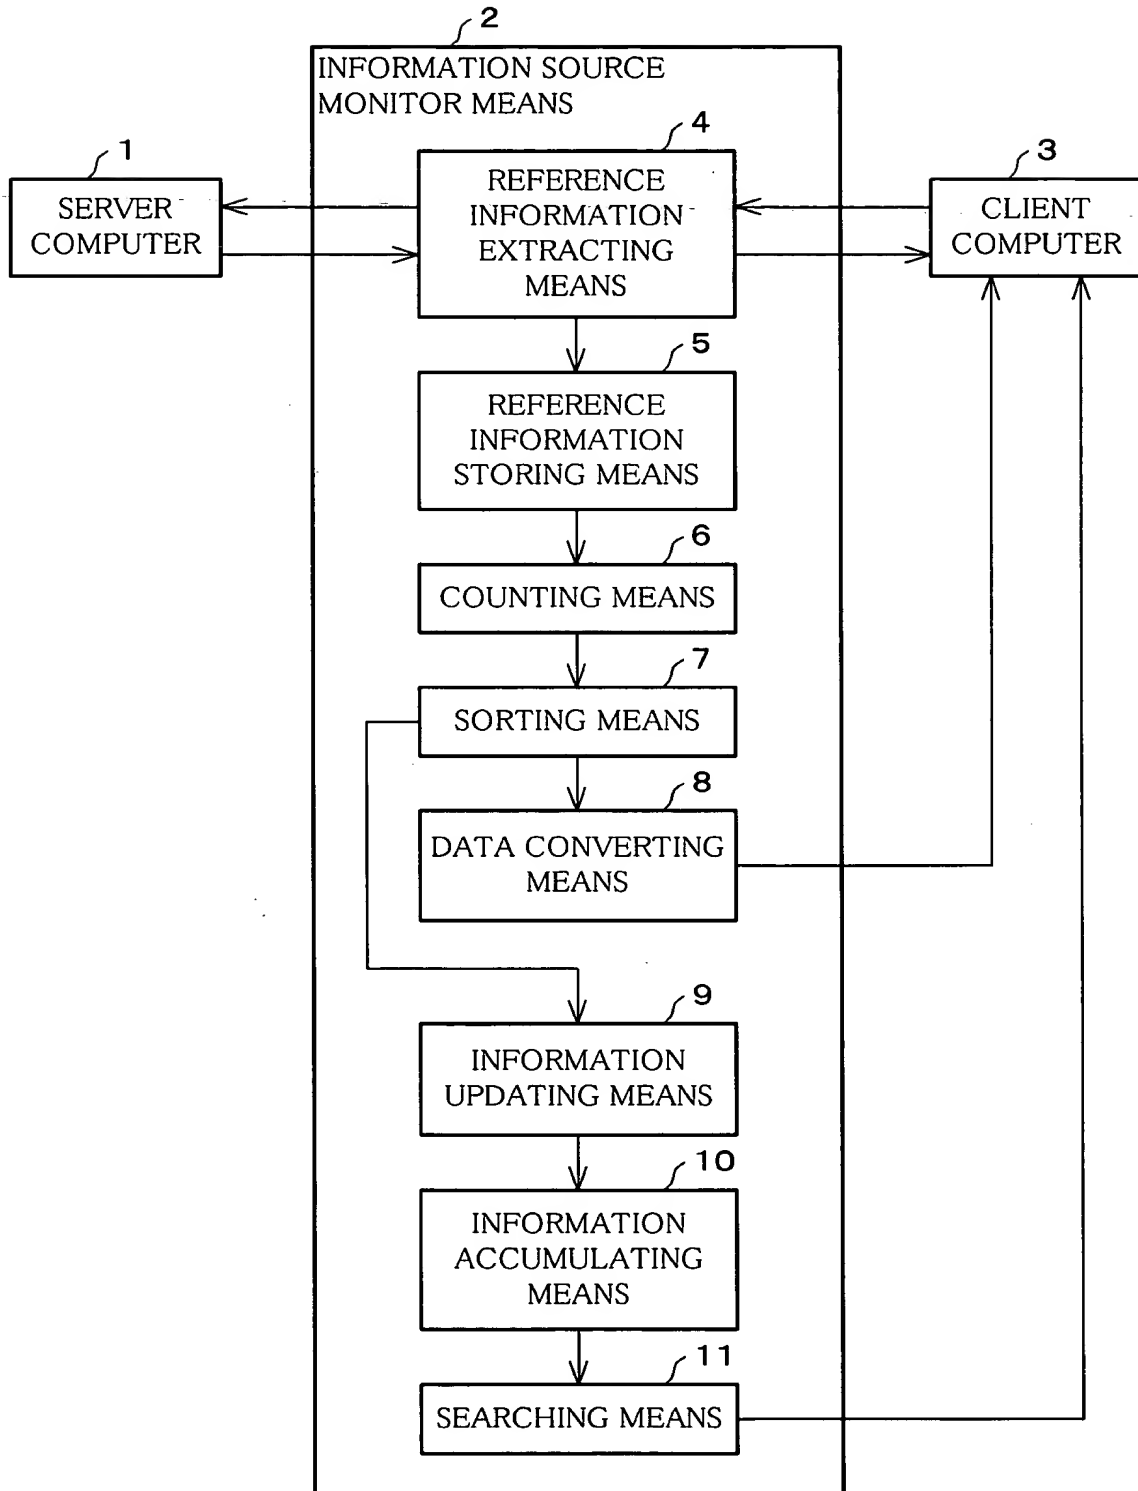 2
INFORMATION SOURCE
MONITOR MEANS
1
SERVER
COMPUTER
4
REFERENCE
INFORMATION
EXTRACTING
MEANS
3
CLIENT
COMPUTER
5
REFERENCE
INFORMATION
STORING MEANS
6
COUNTING MEANS
7
SORTING MEANS
8
DATA CONVERTING
MEANS
9
INFORMATION
UPDATING MEANS
10
INFORMATION
ACCUMULATING
MEANS
11
SEARCHING MEANS